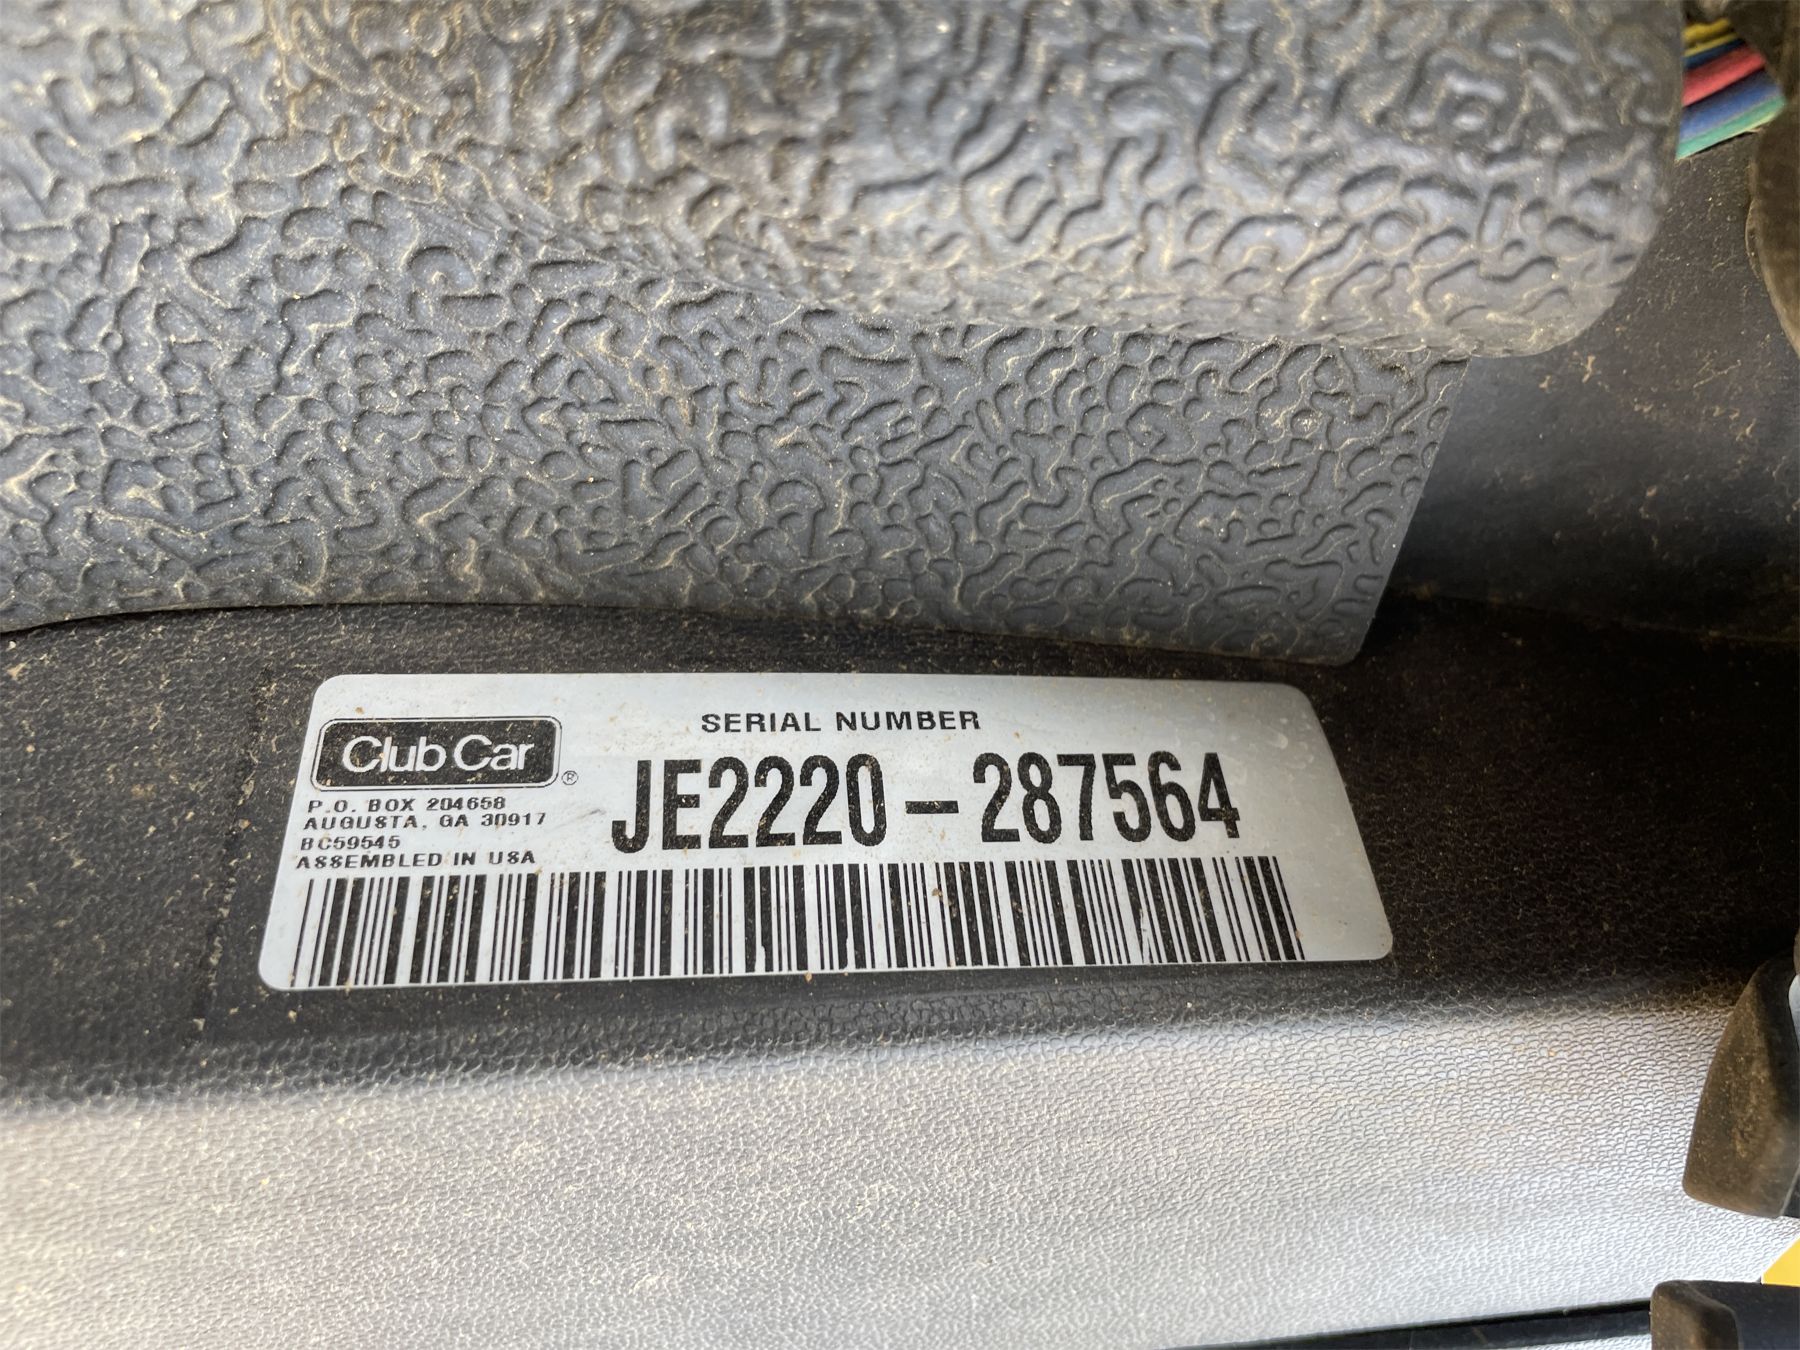 SERIAL NUMBER
Club Car®
JE2220-287564
P.O. BOX 204658
AUGUSTA, GA 30917
BC59545
ASSEMBLED IN USA